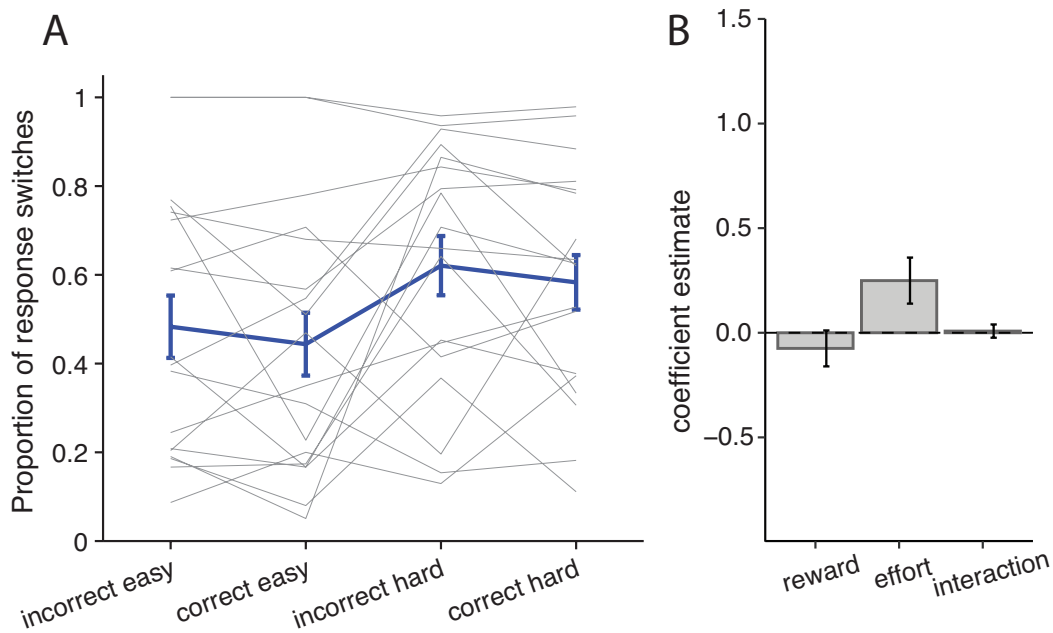 A
Proportion of response switches
1
0.8
0.6
0.4
0.2
0
incorrect easy
correct easy
incorrect hard
correct hard
B
coefficient estimate
1.5
1.0
0.5
0.0
−0.5
reward
effort
interaction